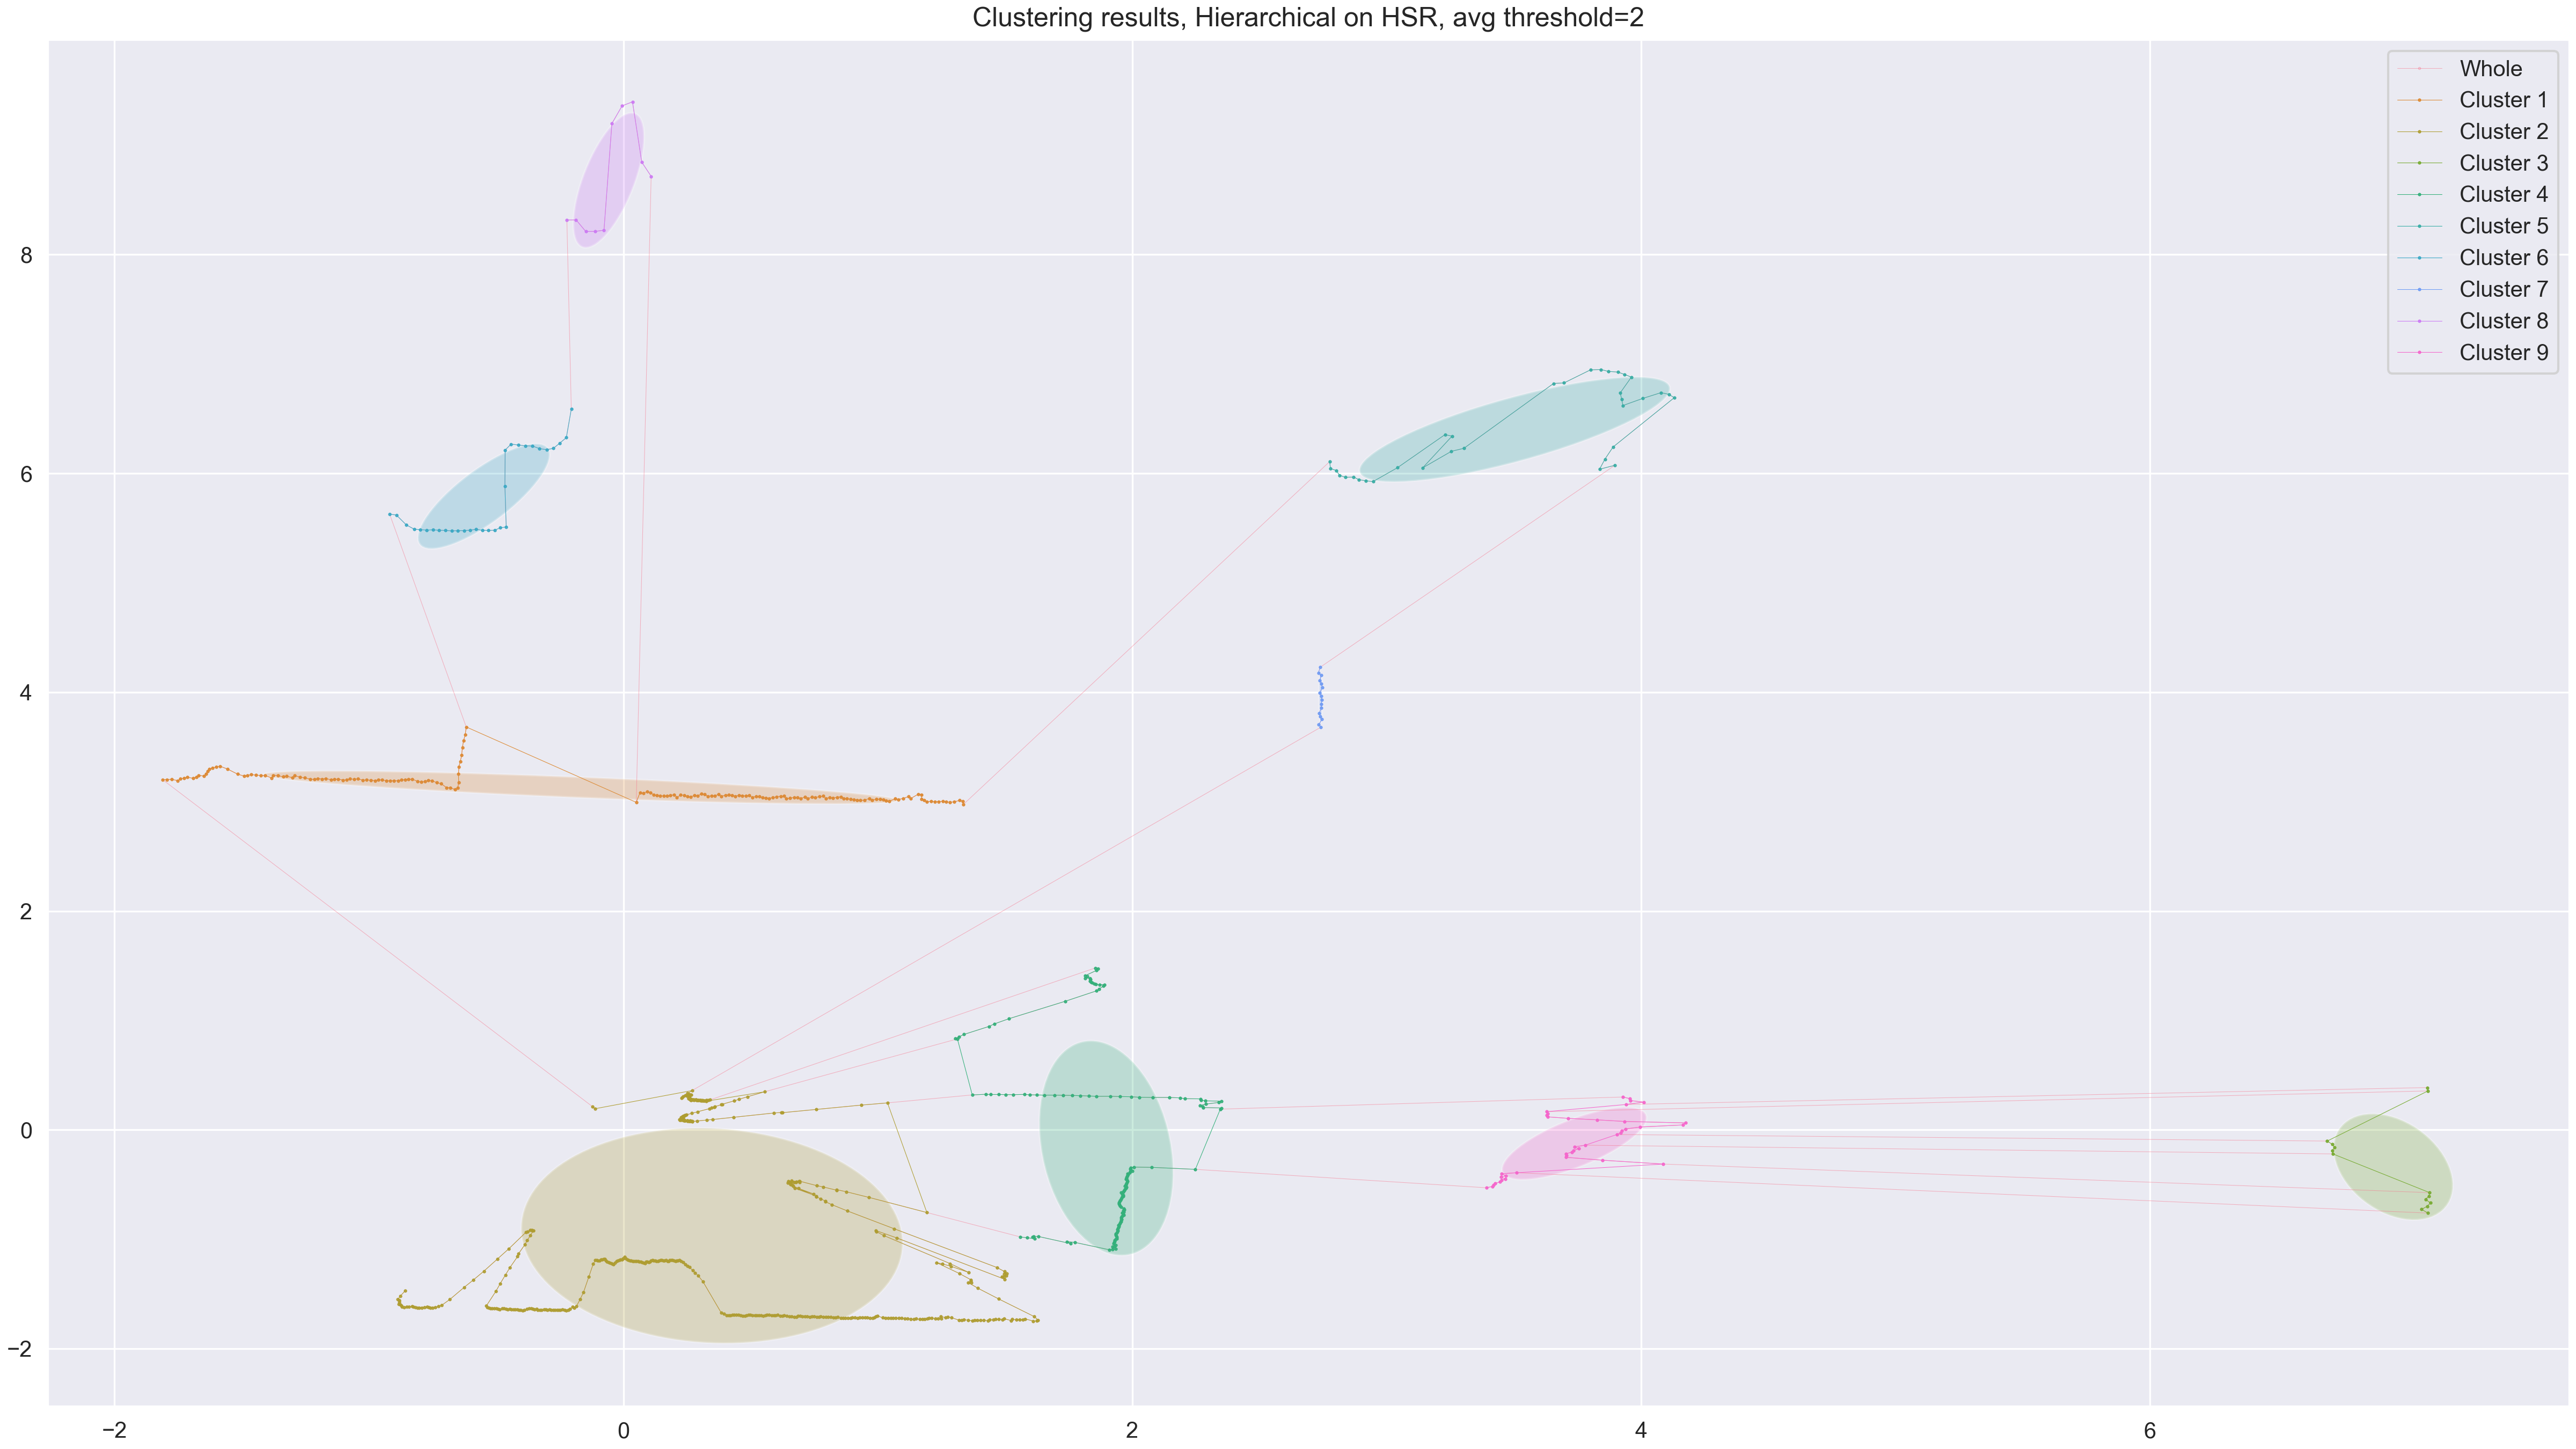 Clustering results, Hierarchical on HSR, avg threshold=2
Whole
Cluster 1
Cluster 2
Cluster 3
Cluster 4
Cluster 5
Cluster 6
Cluster 7
Cluster 8
Cluster 9
8
6
4
2
0
−2
−2 0 2 4 6